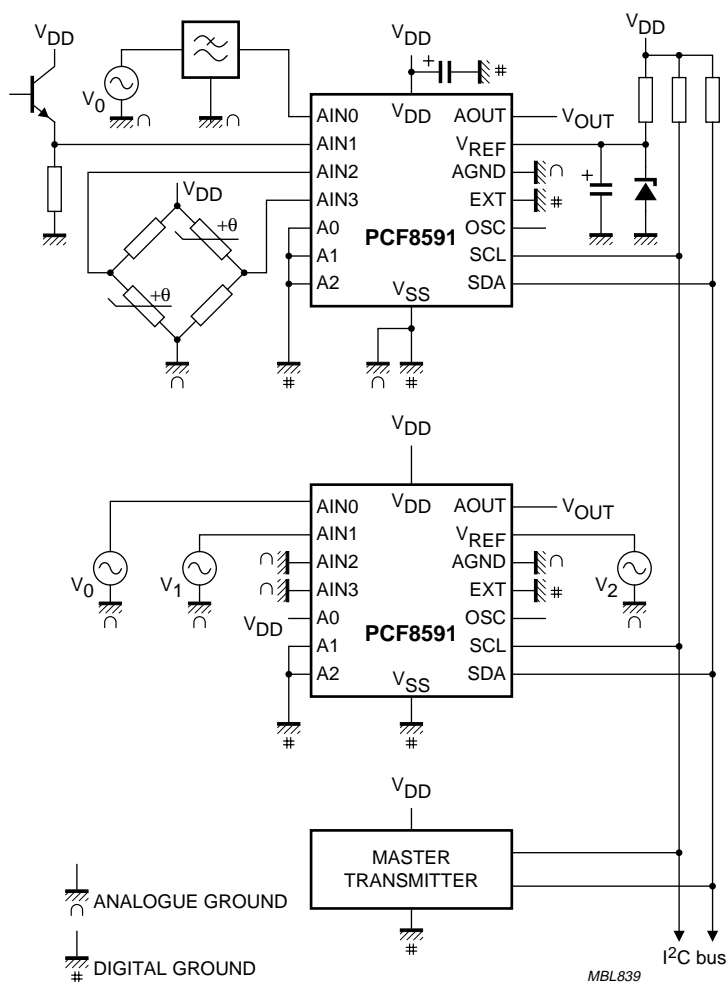 VDD
V0
VDD
+
#
VDD
∩
∩
AIN0
AIN1
AIN2
AIN3
A0
A1
A2
VDD
PCF8591
VSS
AOUT
VREF
AGND
EXT
OSC
SCL
SDA
VOUT
∩
#
+
VDD
+θ
+θ
∩
#
∩
#
VDD
AIN0
AIN1
AIN2
AIN3
A0
A1
A2
VDD
PCF8591
VSS
AOUT
VREF
AGND
EXT
OSC
SCL
SDA
VOUT
∩
#
V0
∩
V1
∩
∩
∩
VDD
V2
∩
#
#
VDD
MASTER
TRANSMITTER
#
∩ ANALOGUE GROUND
# DIGITAL GROUND
I2C bus
MBL839